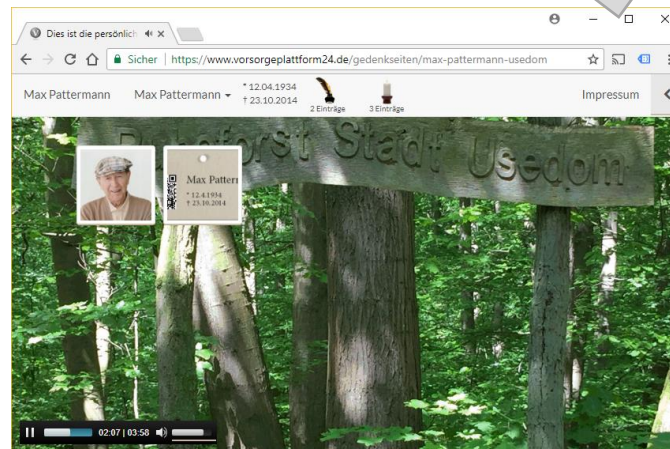 Dies ist die persönlich
Sicher | https://www.vorsorgeplattform24.de/gedenkseiten/max-pattermann-usedom
Max Pattermann Max Pattermann * 12.04.1934 Impressum
† 23.10.2014
2 Einträge 3 Einträge
Stadt Usedom
Max Pattern
* 12.4.1934
† 23.10.2014
02:07 | 03:58